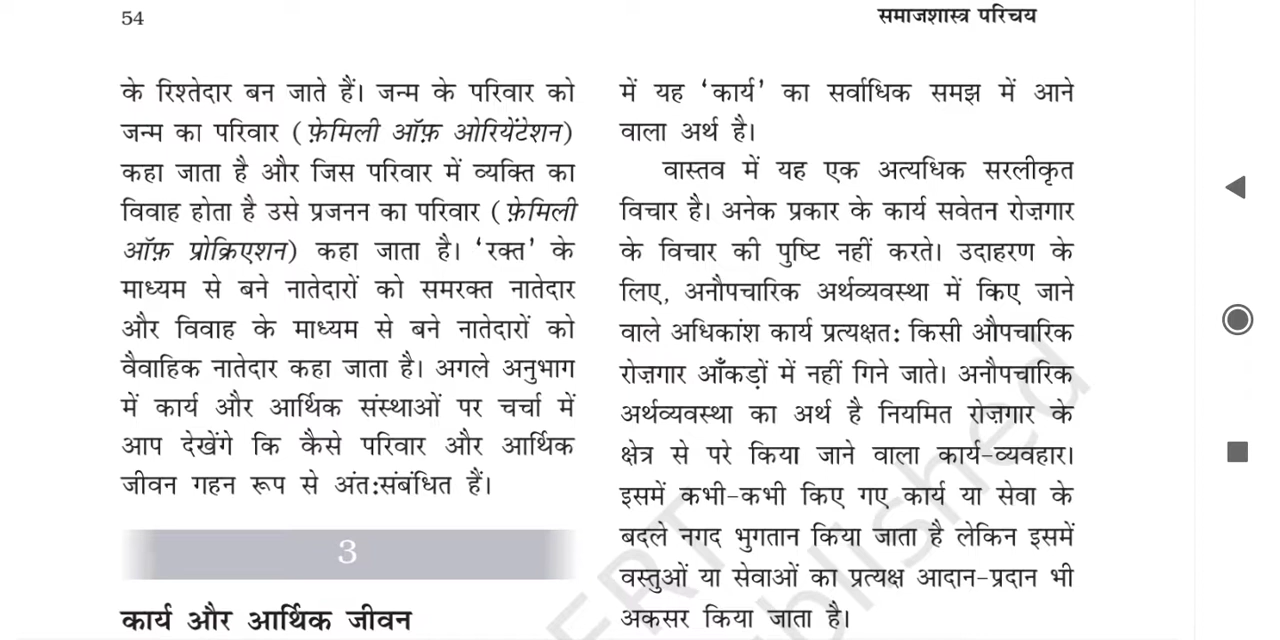 54
समाजशास्त्र परिचय
के रिश्तेदार बन जाते हैं। जन्म के परिवार को
जन्म का परिवार (फ़ेमिली ऑफ़ ओरियेंटेशन)
कहा जाता है और जिस परिवार में व्यक्ति का
विवाह होता है उसे प्रजनन का परिवार (फ़ेमिली
ऑफ़ प्रोक्रिएशन) कहा जाता है। ‘रक्त’ के
माध्यम से बने नातेदारों को समरक्त नातेदार
और विवाह के माध्यम से बने नातेदारों को
वैवाहिक नातेदार कहा जाता है। अगले अनुभाग
में कार्य और आर्थिक संस्थाओं पर चर्चा में
आप देखेंगे कि कैसे परिवार और आर्थिक
जीवन गहन रूप से अंत:संबंधित हैं।
3
कार्य और आर्थिक जीवन
में यह ‘कार्य’ का सर्वाधिक समझ में आने
वाला अर्थ है।
वास्तव में यह एक अत्यधिक सरलीकृत
विचार है। अनेक प्रकार के कार्य सवेतन रोज़गार
के विचार की पुष्टि नहीं करते। उदाहरण के
लिए, अनौपचारिक अर्थव्यवस्था में किए जाने
वाले अधिकांश कार्य प्रत्यक्षत: किसी औपचारिक
रोज़गार आँकड़ों में नहीं गिने जाते। अनौपचारिक
अर्थव्यवस्था का अर्थ है नियमित रोज़गार के
क्षेत्र से परे किया जाने वाला कार्य-व्यवहार।
इसमें कभी-कभी किए गए कार्य या सेवा के
बदले नगद भुगतान किया जाता है लेकिन इसमें
वस्तुओं या सेवाओं का प्रत्यक्ष आदान-प्रदान भी
अकसर किया जाता है।